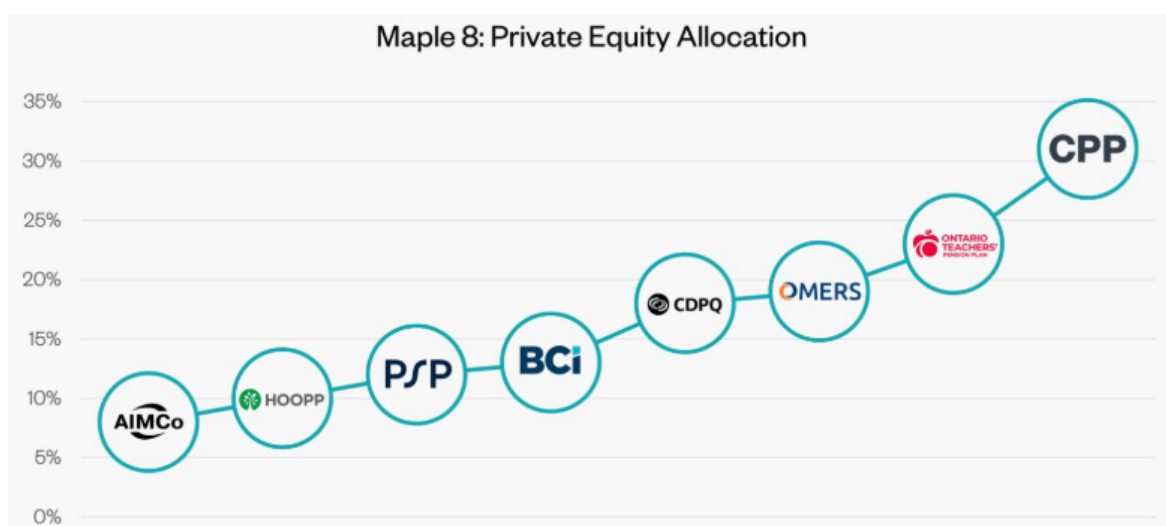 Maple 8: Private Equity Allocation
35%
30%
25%
20%
15%
10%
5%
0%
AIMCo
HOOPP
PSP
BCi
CDPQ
OMERS
ONTARIO
TEACHERS'
PENSION PLAN
CPP